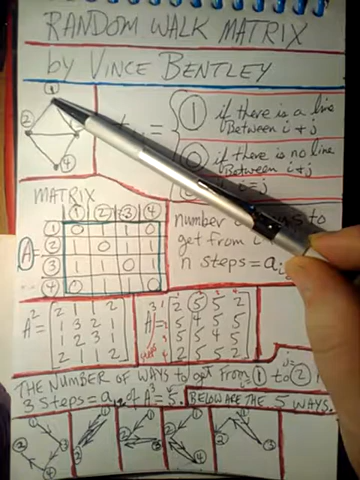 RANDOM WALK MATRIX
by VINCE BENTLEY
1
2
4
= { 1 if there is a line
Between i & j
0 if there is no line
Between i & j
MATRIX
1 2 3 4
A= 1 0 1 1 0
2 1 0 1 1
3 1 1 0 1
4 0 1 1 0
number
get from i
n steps = a
A²= 2 1 1 2
1 3 2 1
1 2 3 1
2 1 1 2
A³= 2 5 5 2
5 4 5 5
5 5 4 5
2 5 5 2
THE NUMBER OF WAYS to get From i= 1 to j= 2
3 steps = a₁₂ of A³ = 5. BELOW ARE THE 5 WAYS.